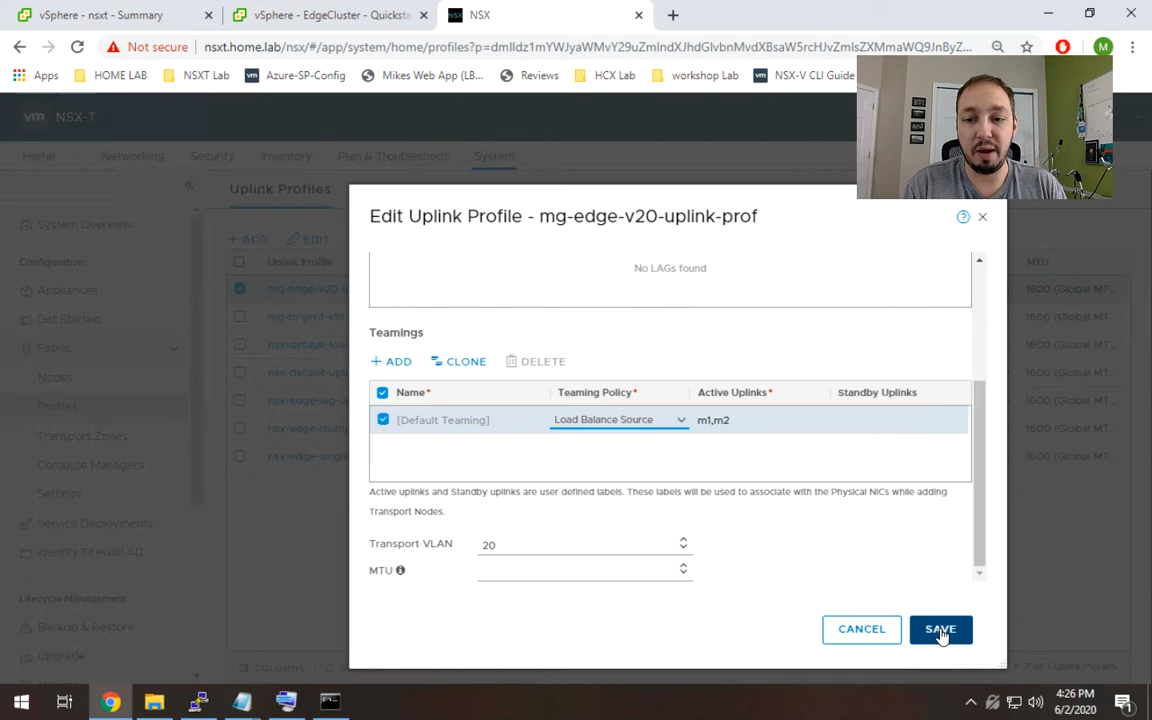 vSphere - nsxt - Summary
vSphere - EdgeCluster - Quicksta
NSX
Not secure
nsxt.home.lab/nsx/#/app/system/home/profiles?p=
Apps
HOME LAB
NSXT Lab
Azure-SP-Config
Mikes Web App (LB...
Reviews
HCX Lab
workshop Lab
NSX-V CLI Guide
M
vm NSX-T
Home
Networking
Security
Inventory
Plan & Troubleshoot
System
Uplink Profiles
System Overview
+ ADD
EDIT
Configuration
Uplink Profile
MTU
Appliances
mg-edge-v20-u
1600 (Global MT...
Get Started
mg-tn-prof-v19
1600 (Global MT...
Fabric
nsx-default-loa
1600 (Global MT...
Nodes
nsx-default-upl
1600 (Global MT...
Profiles
nsx-edge-lag-u
1600 (Global MT...
Transport Zones
nsx-edge-multi
1600 (Global MT...
Compute Managers
nsx-edge-single
1600 (Global MT...
Settings
Service Deployments
Identity Firewall AD
Lifecycle Management
Backup & Restore
Upgrade
COLUMNS
Edit Uplink Profile - mg-edge-v20-uplink-prof
No LAGs found
Teamings
+ ADD
CLONE
DELETE
Name*
Teaming Policy*
Active Uplinks*
Standby Uplinks
[Default Teaming]
Load Balance Source
m1,m2
Active uplinks and Standby uplinks are user defined labels. These labels will be used to associate with the Physical NICs while adding
Transport Nodes.
Transport VLAN
20
MTU
CANCEL
SAVE
1 - 7 of 7 Uplink Profiles
4:26 PM
6/2/2020
1